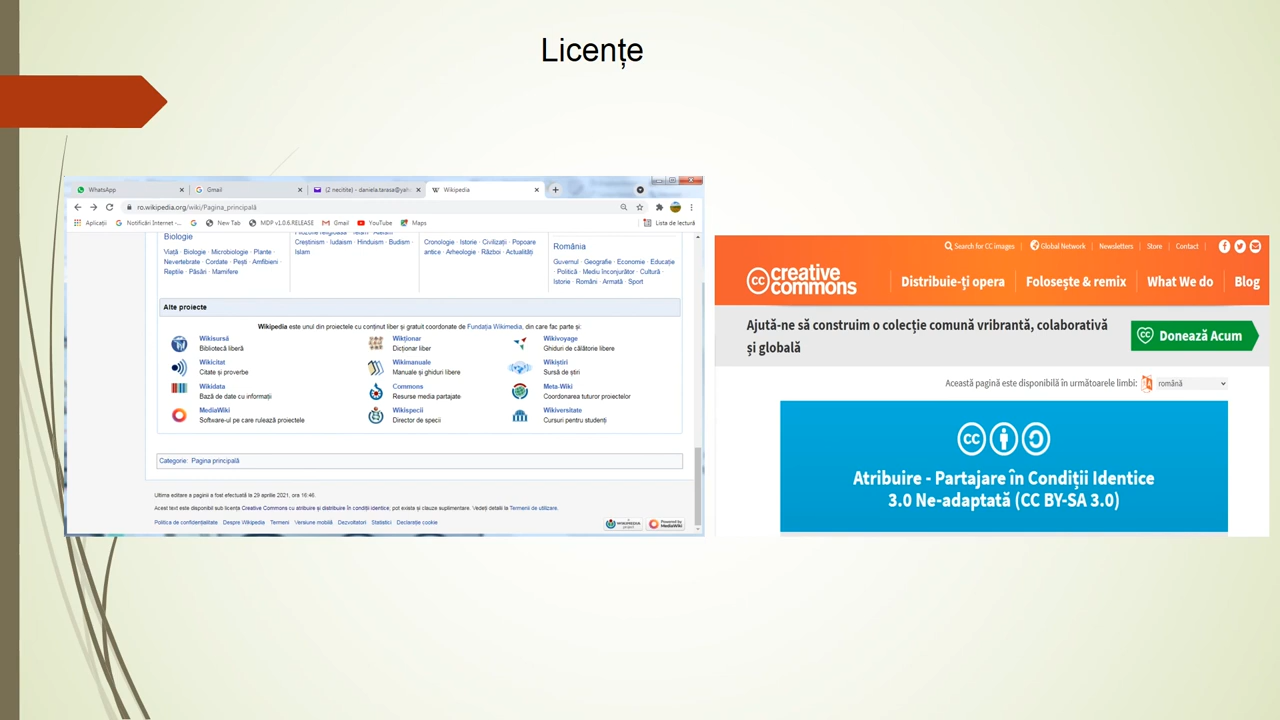 Licențe
WhatsApp
Gmail
(2 necitite) - daniela.tarasa@yah
Wikipedia
ro.wikipedia.org/wiki/Pagina_principală
Aplicații
Notificări Internet -...
New Tab
MDP v1.0.6.RELEASE
Gmail
YouTube
Maps
Lista de lectură
Biologie
Viață · Biologie · Microbiologie · Plante ·
Nevertebrate · Cordate · Pești · Amfibieni ·
Reptile · Păsări · Mamifere
Creștinism · Iudaism · Hinduism · Budism ·
Islam
Cronologie · Istorie · Civilizații · Popoare
antice · Arheologie · Război · Actualități
România
Guvernul · Geografie · Economie · Educație
· Politică · Mediu înconjurător · Cultură ·
Istorie · Români · Armată · Sport
Alte proiecte
Wikipedia este unul din proiectele cu conținut liber și gratuit coordonate de Fundația Wikimedia, din care fac parte și:
Wikisursă
Bibliotecă liberă
Wikționar
Dicționar liber
Wikivoyage
Ghiduri de călătorie libere
Wikicitat
Citate și proverbe
Wikimanuale
Manuale și ghiduri libere
Wikiștiri
Sursă de știri
Wikidata
Bază de date cu informații
Commons
Resurse media partajate
Meta-Wiki
Coordonarea tuturor proiectelor
MediaWiki
Software-ul pe care rulează proiectele
Wikispecii
Director de specii
Wikiversitate
Cursuri pentru studenți
Categorie: Pagina principală
Ultima editare a paginii a fost efectuată la 29 aprilie 2021, ora 16:46.
Acest text este disponibil sub licența Creative Commons cu atribuire și distribuire în condiții identice; pot exista și clauze suplimentare. Vedeți detalii la Termenii de utilizare.
Politica de confidențialitate
Despre Wikipedia
Termeni
Versiune mobilă
Dezvoltatori
Statistici
Declarație cookie
WIKIMEDIA
project
Powered by
MediaWiki
Search for CC images
Global Network
Newsletters
Store
Contact
cc creative
commons
Distribuie-ți opera
Folosește & remix
What We do
Blog
Ajută-ne să construim o colecție comună vribrantă, colaborativă
și globală
Donează Acum
Această pagină este disponibilă în următoarele limbi:
română
cc
Atribuire - Partajare în Condiții Identice
3.0 Ne-adaptată (CC BY-SA 3.0)